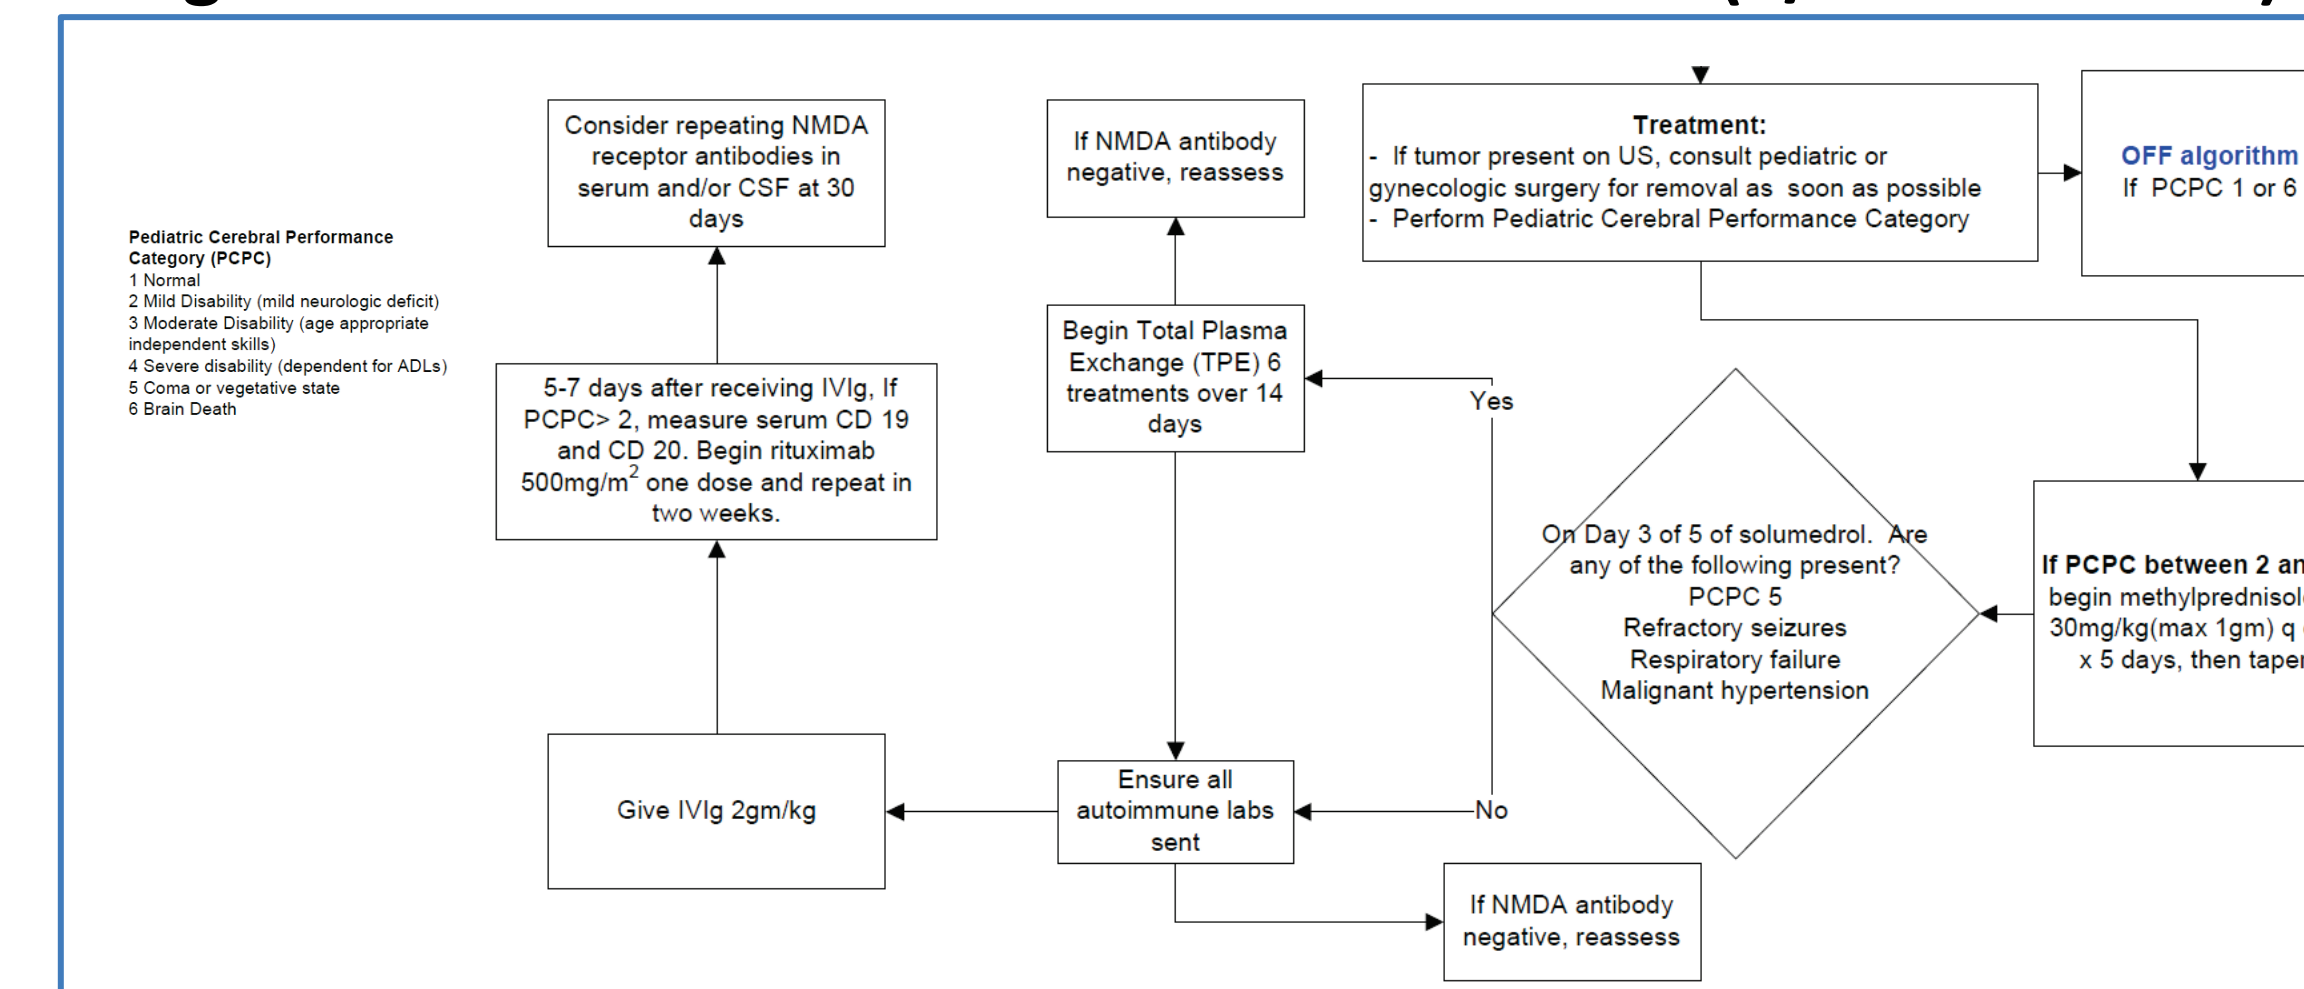 Consider repeating NMDA
receptor antibodies in
serum and/or CSF at 30
days
If NMDA antibody
negative, reassess
Treatment:
- If tumor present on US, consult pediatric or
gynecologic surgery for removal as soon as possible
- Perform Pediatric Cerebral Performance Category
OFF algorithm
If PCPC 1 or 6
Pediatric Cerebral Performance
Category (PCPC)
1 Normal
2 Mild Disability (mild neurologic deficit)
3 Moderate Disability (age appropriate
independent skills)
4 Severe disability (dependent for ADLs)
5 Coma or vegetative state
6 Brain Death
Begin Total Plasma
Exchange (TPE) 6
treatments over 14
days
Yes
5-7 days after receiving IVIg, If
PCPC> 2, measure serum CD 19
and CD 20. Begin rituximab
500mg/m² one dose and repeat in
two weeks.
On Day 3 of 5 of solumedrol. Are
any of the following present?
PCPC 5
Refractory seizures
Respiratory failure
Malignant hypertension
If PCPC between 2
begin
30mg/kg(max 1gm) q
x 5 days, then taper
Give IVIg 2gm/kg
Ensure all
autoimmune labs
sent
No
If NMDA antibody
negative, reassess